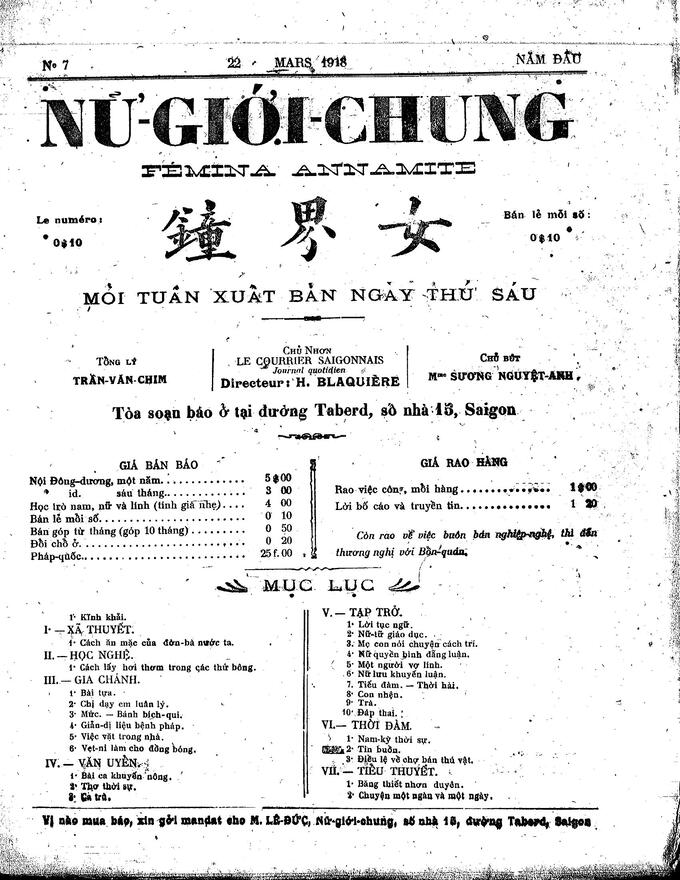 Nº 7
22 MARS 1918
NĂM ĐẦU
NỮ-GIỚI-CHUNG
FÉMINA ANNAMITE
Le numéro:
0$10
鐘 界 女
Bán lẻ mỗi số:
0$10
MỖI TUẦN XUẤT BẢN NGÀY THỨ SÁU
TỔNG LÝ
TRẦN-VĂN-CHIM
CHỦ NHƠN
LE COURRIER SAIGONNAIS
Journal quotidien
Directeur: H. BLAQUIÈRE
CHỦ BÚT
Mme SƯƠNG NGUYỆT-ANH
Tòa soạn báo ở tại đường Taberd, số nhà 15, Saigon
GIÁ BÁN BÁO
Nội Đông-dương, một năm............ 5$00
id. sáu tháng............ 3 00
Học trò nam, nữ và lính (tính giá nhẹ).... 4 00
Bán lẻ mỗi số............ 0 10
Bán góp từ tháng (góp 10 tháng)........ 0 50
Đổi chỗ ở............ 0 20
Pháp-quốc............ 25 f. 00
GIÁ RAO HÀNG
Rao việc công, mỗi hàng............ 1$00
Lời bố cáo và truyền tin............ 1 20
Còn rao về việc buôn bán nghiệp-nghệ, thì đến
thương nghị với Bổn-quán.
MỤC LỤC
1· Kỉnh khải.
I· — XÃ THUYẾT.
1· Cách ăn mặc của đờn-bà nước ta.
II. — HỌC NGHỆ.
1· Cách lấy hơi thơm trong các thứ bông.
III. — GIA CHÁNH.
1· Bài tựa.
2· Chị dạy em luân lý.
3· Mức. — Bánh bích-qui.
4· Giản-dị liệu bệnh pháp.
5· Việc vặt trong nhà.
6· Vẹt-ni làm cho đồng bóng.
IV. — VĂN UYỂN.
1· Bài ca khuyến nông.
2· Thơ thời sự.
3· Ca trù.
V. — TẠP TRỞ.
1· Lời tục ngữ.
2· Nữ-tử giáo dục.
3· Mẹ con nói chuyện cách trí.
4· Nữ quyền bình đẳng luận.
5· Một người vợ lính.
6· Nữ lưu khuyến luận.
7. Tiếu đàm. — Thời hài.
8· Con nhện.
9· Trà.
10· Đáp thai.
VI. — THỜI ĐÀM.
1· Nam-kỳ thời sự.
2· Tin buồn.
3· Điều lệ về chợ bán thú vật.
VII. — TIỂU THUYẾT.
1· Bằng thiết nhơn duyên.
2· Chuyện một ngàn và một ngày.
Vị nào mua báo, xin gởi mandat cho M. LÊ-ĐỨC, Nữ-giới-chung, số nhà 15, đường Taberd, Saigon